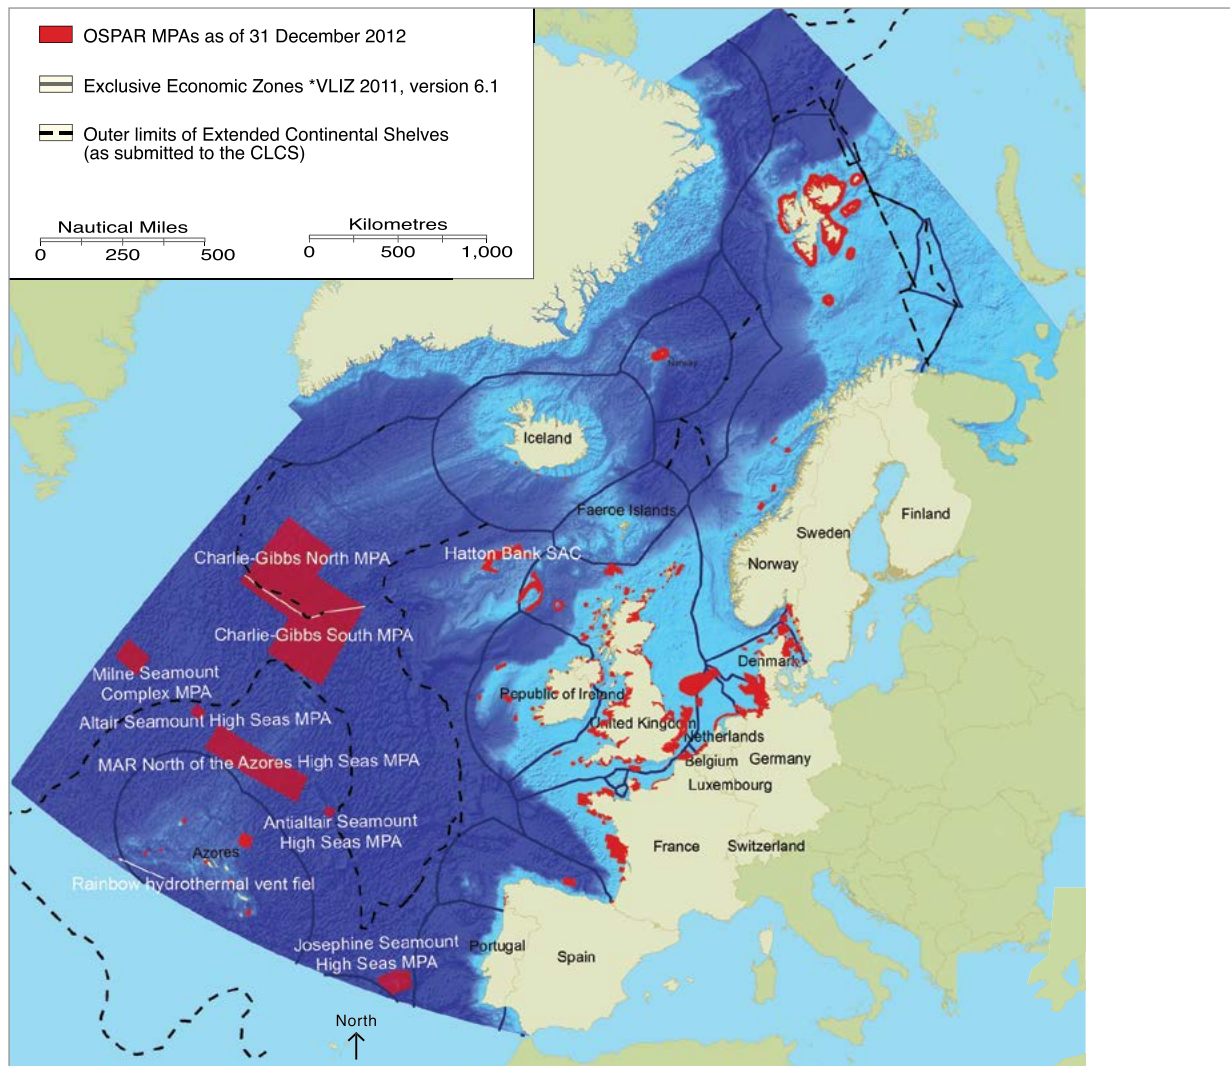 OSPAR MPAs as of 31 December 2012
Exclusive Economic Zones *VLIZ 2011, version 6.1
Outer limits of Extended Continental Shelves
(as submitted to the CLCS)
Nautical Miles
0 250 500
Kilometres
0 500 1,000
Norway
Iceland
Faeroe Islands
Finland
Sweden
Norway
Hatton Bank SAC
Charlie-Gibbs North MPA
Charlie-Gibbs South MPA
Milne Seamount
Complex MPA
Denmark
Republic of Ireland
Altair Seamount High Seas MPA
United Kingdom
Netherlands
MAR North of the Azores High Seas MPA
Belgium
Germany
Luxembourg
Antialtair Seamount
High Seas MPA
Azores
France
Switzerland
Rainbow hydrothermal vent fiel
Josephine Seamount
High Seas MPA
Portugal
Spain
North